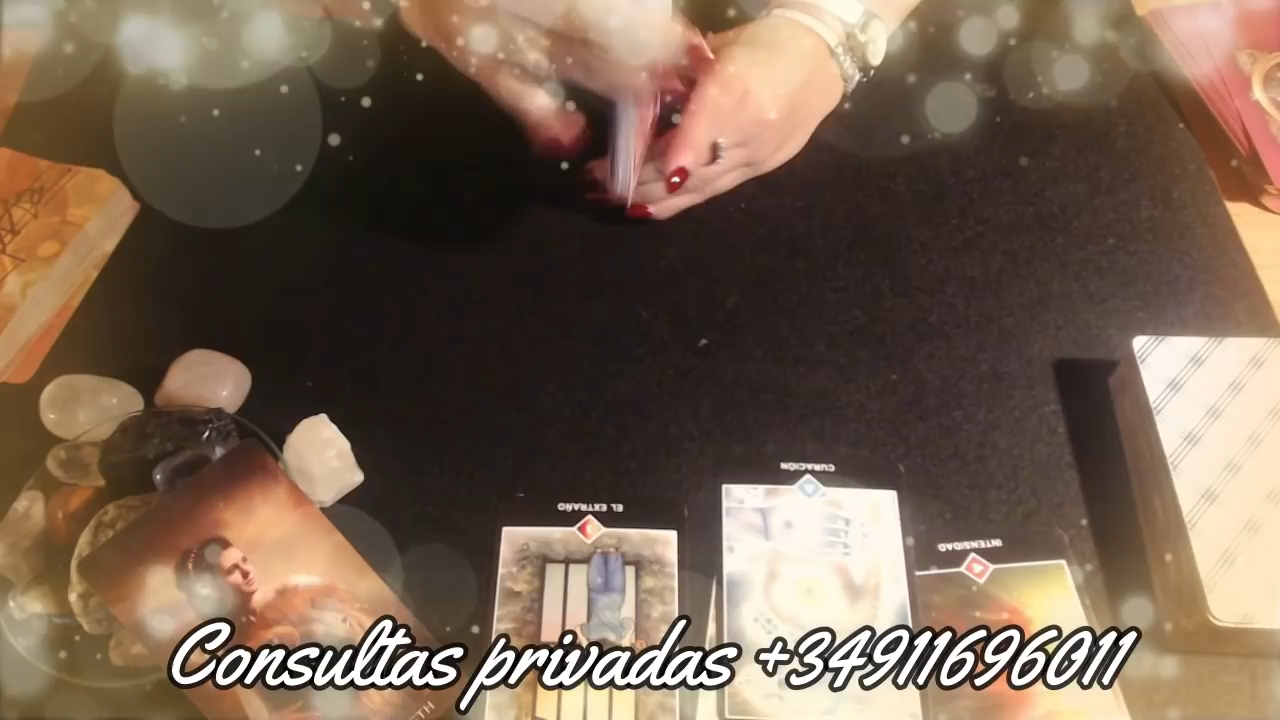 CURACIÓN
EL EXTRAÑO
INTENSIDAD
Consultas privadas +34911696011